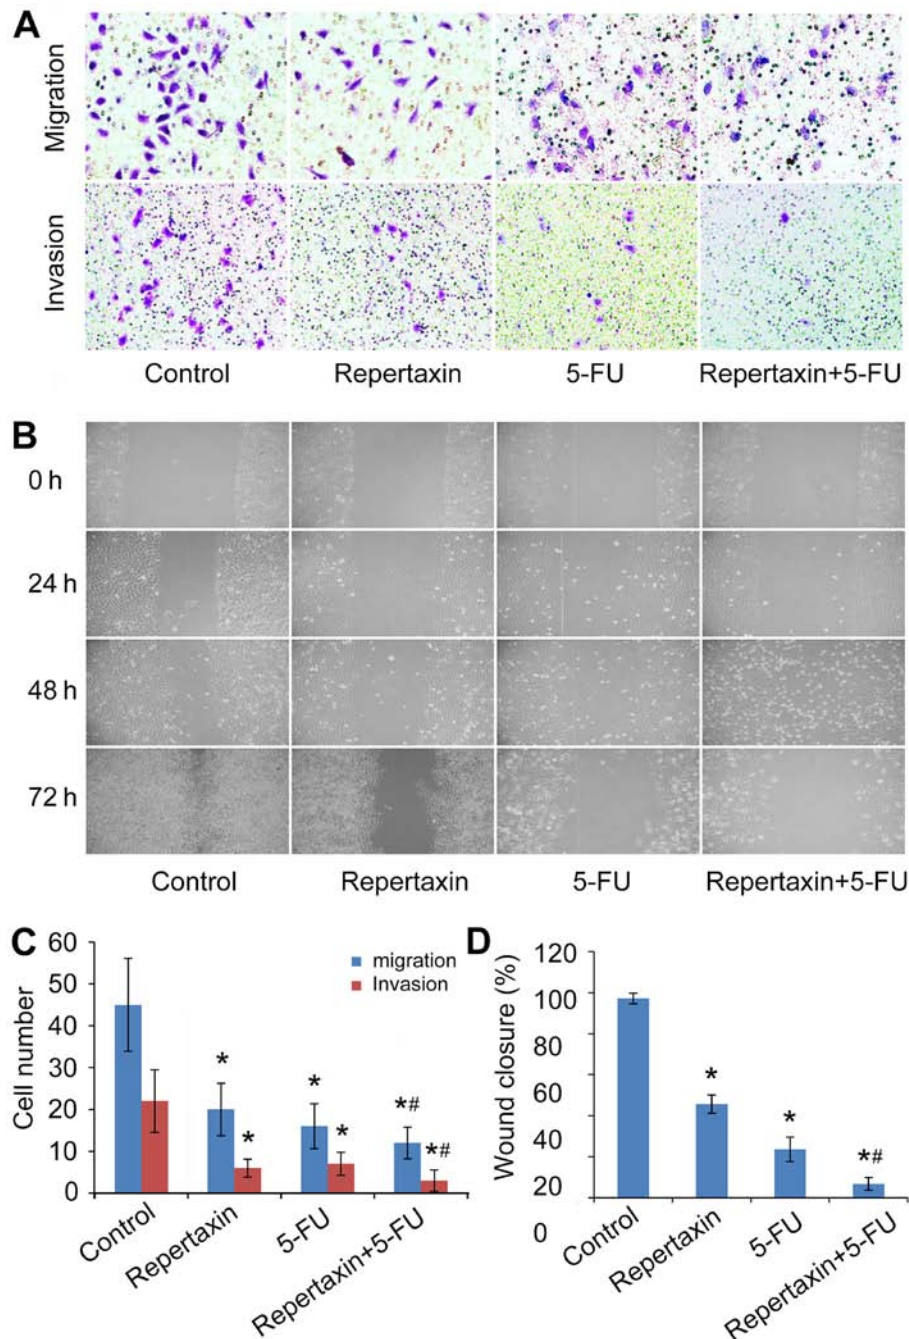 A
Migration
Invasion
Control Repertaxin 5-FU Repertaxin+5-FU
B
0 h
24 h
48 h
72 h
Control Repertaxin 5-FU Repertaxin+5-FU
C
Cell number
60
50
40
30
20
10
0
migration
Invasion
* * * * *# *#
Control Repertaxin 5-FU Repertaxin+5-FU
D
Wound closure (%)
120
100
80
60
40
20
0
* * *#
Control Repertaxin 5-FU Repertaxin+5-FU